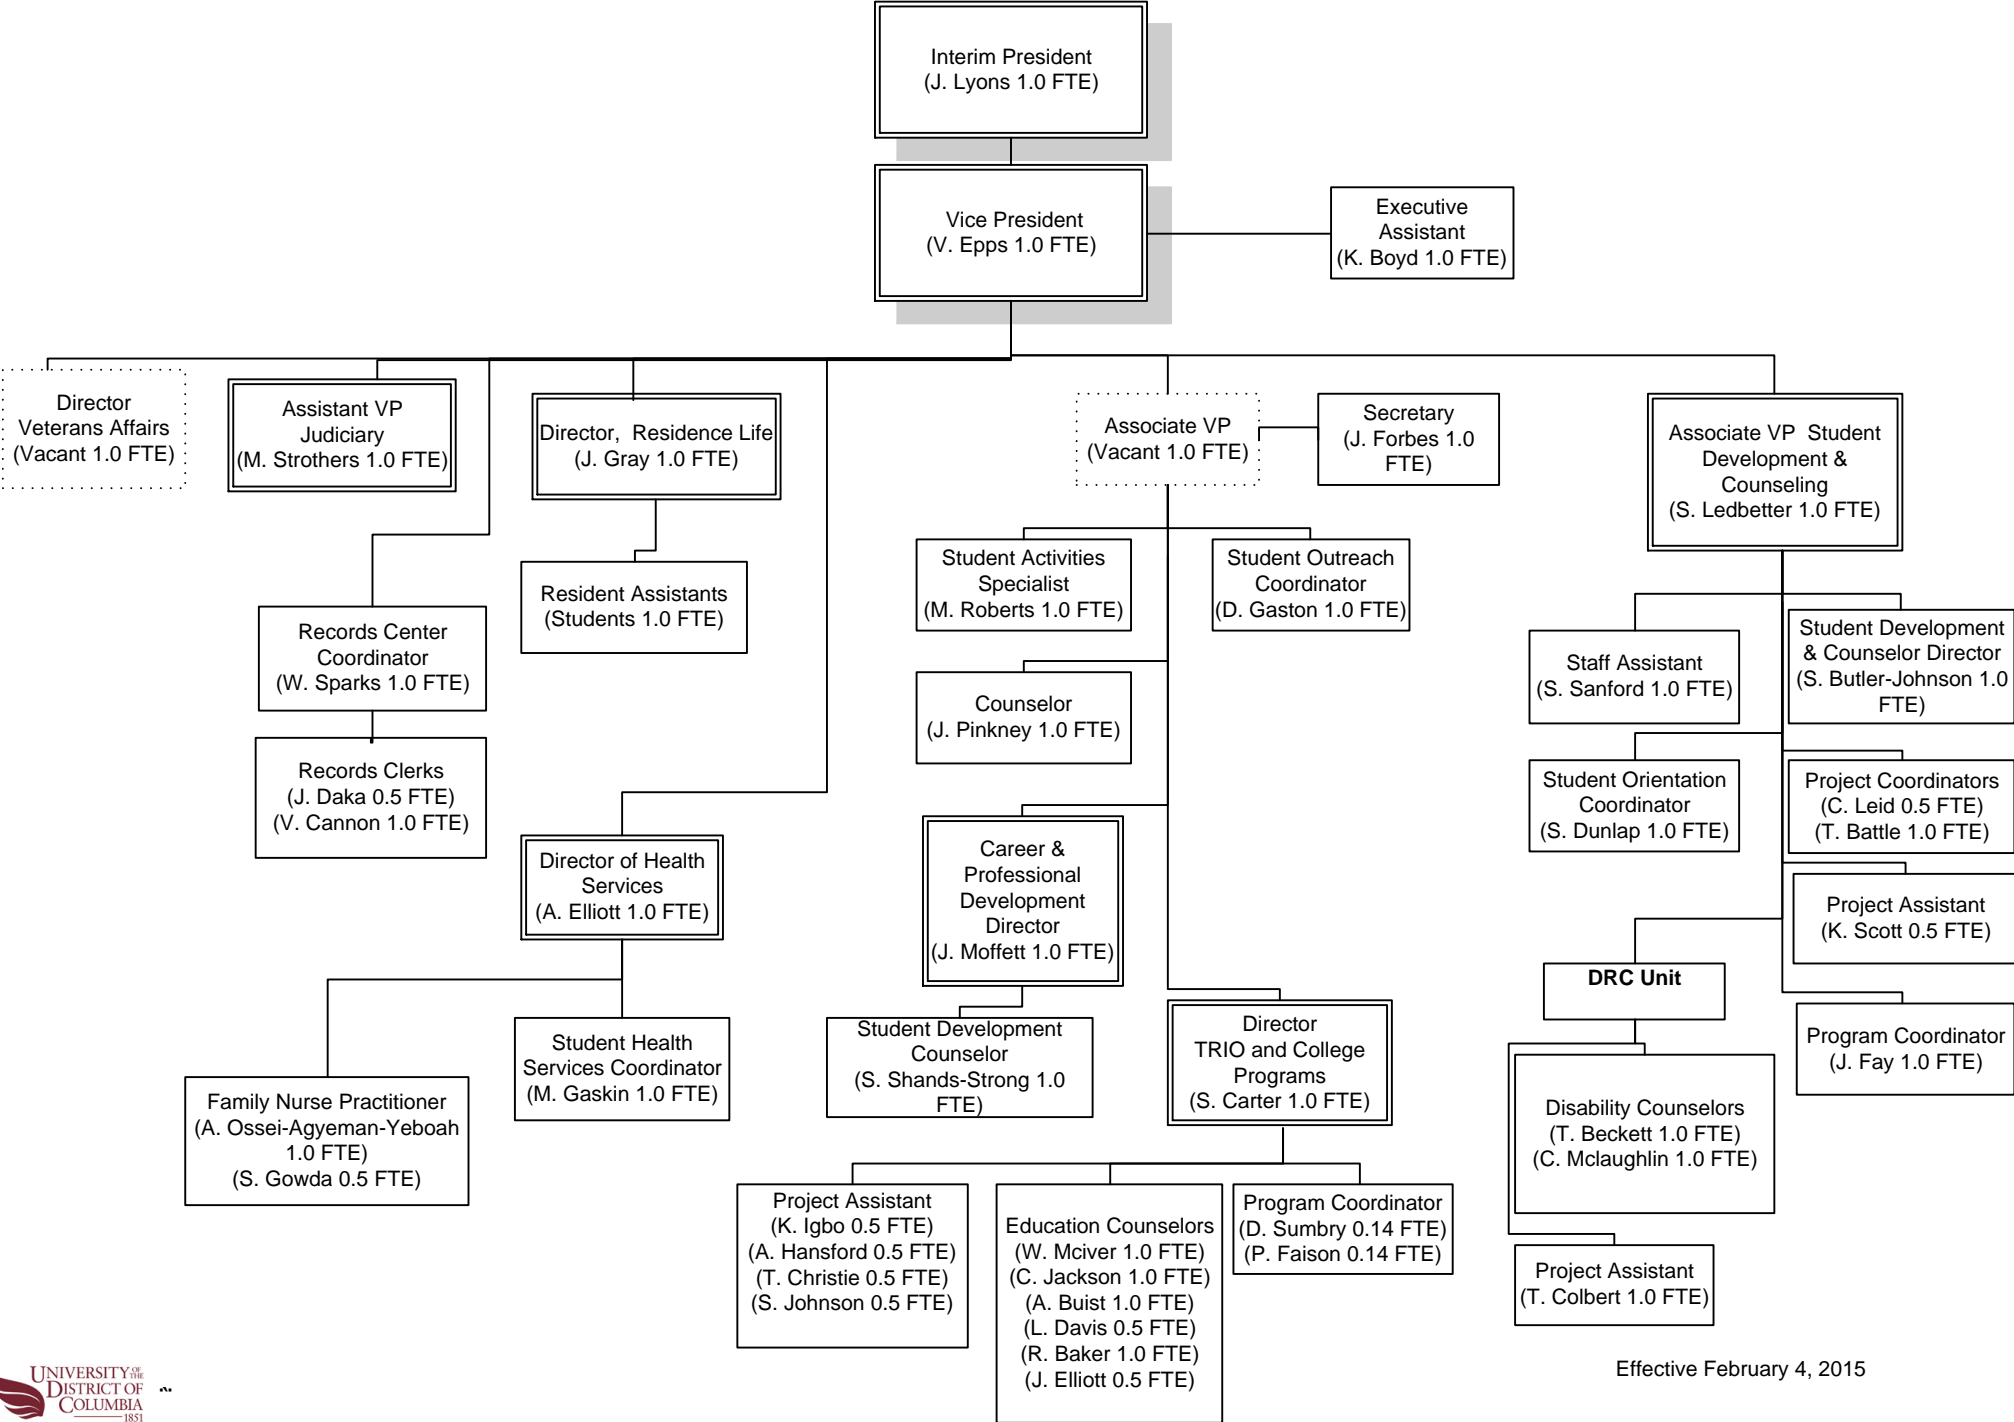 Interim President
(J. Lyons 1.0 FTE)
Vice President
(V. Epps 1.0 FTE)
Executive
Assistant
(K. Boyd 1.0 FTE)
Director
Veterans Affairs
(Vacant 1.0 FTE)
Assistant VP
Judiciary
(M. Strothers 1.0 FTE)
Director, Residence Life
(J. Gray 1.0 FTE)
Associate VP
(Vacant 1.0 FTE)
Secretary
(J. Forbes 1.0
FTE)
Associate VP Student
Development &
Counseling
(S. Ledbetter 1.0 FTE)
Resident Assistants
(Students 1.0 FTE)
Student Activities
Specialist
(M. Roberts 1.0 FTE)
Student Outreach
Coordinator
(D. Gaston 1.0 FTE)
Records Center
Coordinator
(W. Sparks 1.0 FTE)
Staff Assistant
(S. Sanford 1.0 FTE)
Student Development
& Counselor Director
(S. Butler-Johnson 1.0
FTE)
Counselor
(J. Pinkney 1.0 FTE)
Records Clerks
(J. Daka 0.5 FTE)
(V. Cannon 1.0 FTE)
Student Orientation
Coordinator
(S. Dunlap 1.0 FTE)
Project Coordinators
(C. Leid 0.5 FTE)
(T. Battle 1.0 FTE)
Director of Health
Services
(A. Elliott 1.0 FTE)
Career &
Professional
Development
Director
(J. Moffett 1.0 FTE)
Project Assistant
(K. Scott 0.5 FTE)
DRC Unit
Student Health
Services Coordinator
(M. Gaskin 1.0 FTE)
Student Development
Counselor
(S. Shands-Strong 1.0
FTE)
Director
TRIO and College
Programs
(S. Carter 1.0 FTE)
Program Coordinator
(J. Fay 1.0 FTE)
Family Nurse Practitioner
(A. Ossei-Agyeman-Yeboah
1.0 FTE)
(S. Gowda 0.5 FTE)
Disability Counselors
(T. Beckett 1.0 FTE)
(C. Mclaughlin 1.0 FTE)
Project Assistant
(K. Igbo 0.5 FTE)
(A. Hansford 0.5 FTE)
(T. Christie 0.5 FTE)
(S. Johnson 0.5 FTE)
Education Counselors
(W. Mciver 1.0 FTE)
(C. Jackson 1.0 FTE)
(A. Buist 1.0 FTE)
(L. Davis 0.5 FTE)
(R. Baker 1.0 FTE)
(J. Elliott 0.5 FTE)
Program Coordinator
(D. Sumbry 0.14 FTE)
(P. Faison 0.14 FTE)
Project Assistant
(T. Colbert 1.0 FTE)
Effective February 4, 2015
UNIVERSITY OF THE
DISTRICT OF
COLUMBIA
1851